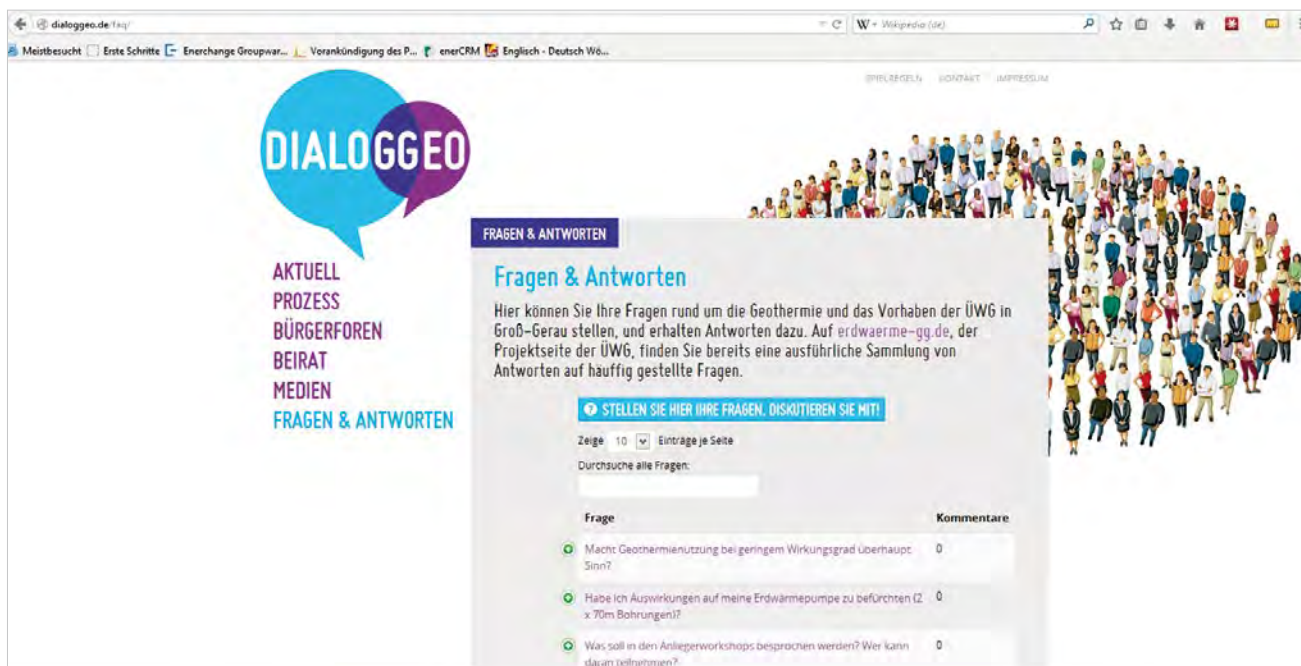 dialoggeo.de/faq/
W - Wikipedia (de)
Meistbesucht Erste Schritte Enerchange Groupwar... Vorankündigung des P... enerCRM Englisch - Deutsch Wö...
SPIELREGELN KONTAKT IMPRESSUM
DIALOGGEO
AKTUELL
PROZESS
BÜRGERFOREN
BEIRAT
MEDIEN
FRAGEN & ANTWORTEN
FRAGEN & ANTWORTEN
Fragen & Antworten
Hier können Sie Ihre Fragen rund um die Geothermie und das Vorhaben der ÜWG in
Groß-Gerau stellen, und erhalten Antworten dazu. Auf erdwaerme-gg.de, der
Projektseite der ÜWG, finden Sie bereits eine ausführliche Sammlung von
Antworten auf häuffig gestellte Fragen.
STELLEN SIE HIER IHRE FRAGEN. DISKUTIEREN SIE MIT!
Zeige 10 Einträge je Seite
Durchsuche alle Fragen:
Frage Kommentare
Macht Geothermienutzung bei geringem Wirkungsgrad überhaupt 0
Sinn?
Habe ich Auswirkungen auf meine Erdwärmepumpe zu befürchten (2 0
x 70m Bohrungen)?
Was soll in den Anliegerworkshops besprochen werden? Wer kann 0
daran teilnehmen?